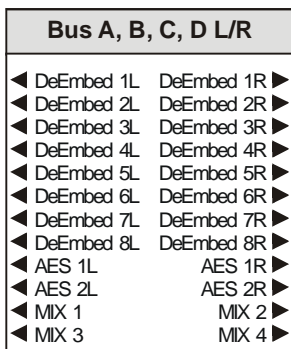 Bus A, B, C, D L/R
◀ DeEmbed 1L DeEmbed 1R ▶
◀ DeEmbed 2L DeEmbed 2R ▶
◀ DeEmbed 3L DeEmbed 3R ▶
◀ DeEmbed 4L DeEmbed 4R ▶
◀ DeEmbed 5L DeEmbed 5R ▶
◀ DeEmbed 6L DeEmbed 6R ▶
◀ DeEmbed 7L DeEmbed 7R ▶
◀ DeEmbed 8L DeEmbed 8R ▶
◀ AES 1L AES 1R ▶
◀ AES 2L AES 2R ▶
◀ MIX 1 MIX 2 ▶
◀ MIX 3 MIX 4 ▶